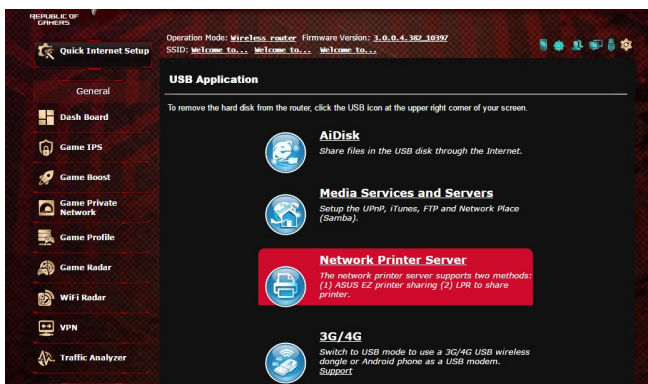 REPUBLIC OF
GAMERS
Quick Internet Setup
Operation Mode: Wireless router Firmware Version: 3.0.0.4.382_10397
SSID: Welcome to... Welcome to... Welcome to...
General
Dash Board
Game IPS
Game Boost
Game Private
Network
Game Profile
Game Radar
WiFi Radar
VPN
Traffic Analyzer
USB Application
To remove the hard disk from the router, click the USB icon at the upper right corner of your screen.
AiDisk
Share files in the USB disk through the Internet.
Media Services and Servers
Setup the UPnP, iTunes, FTP and Network Place
(Samba).
Network Printer Server
The network printer server supports two methods:
(1) ASUS EZ printer sharing (2) LPR to share
printer.
3G/4G
Switch to USB mode to use a 3G/4G USB wireless
dongle or Android phone as a USB modem.
Support